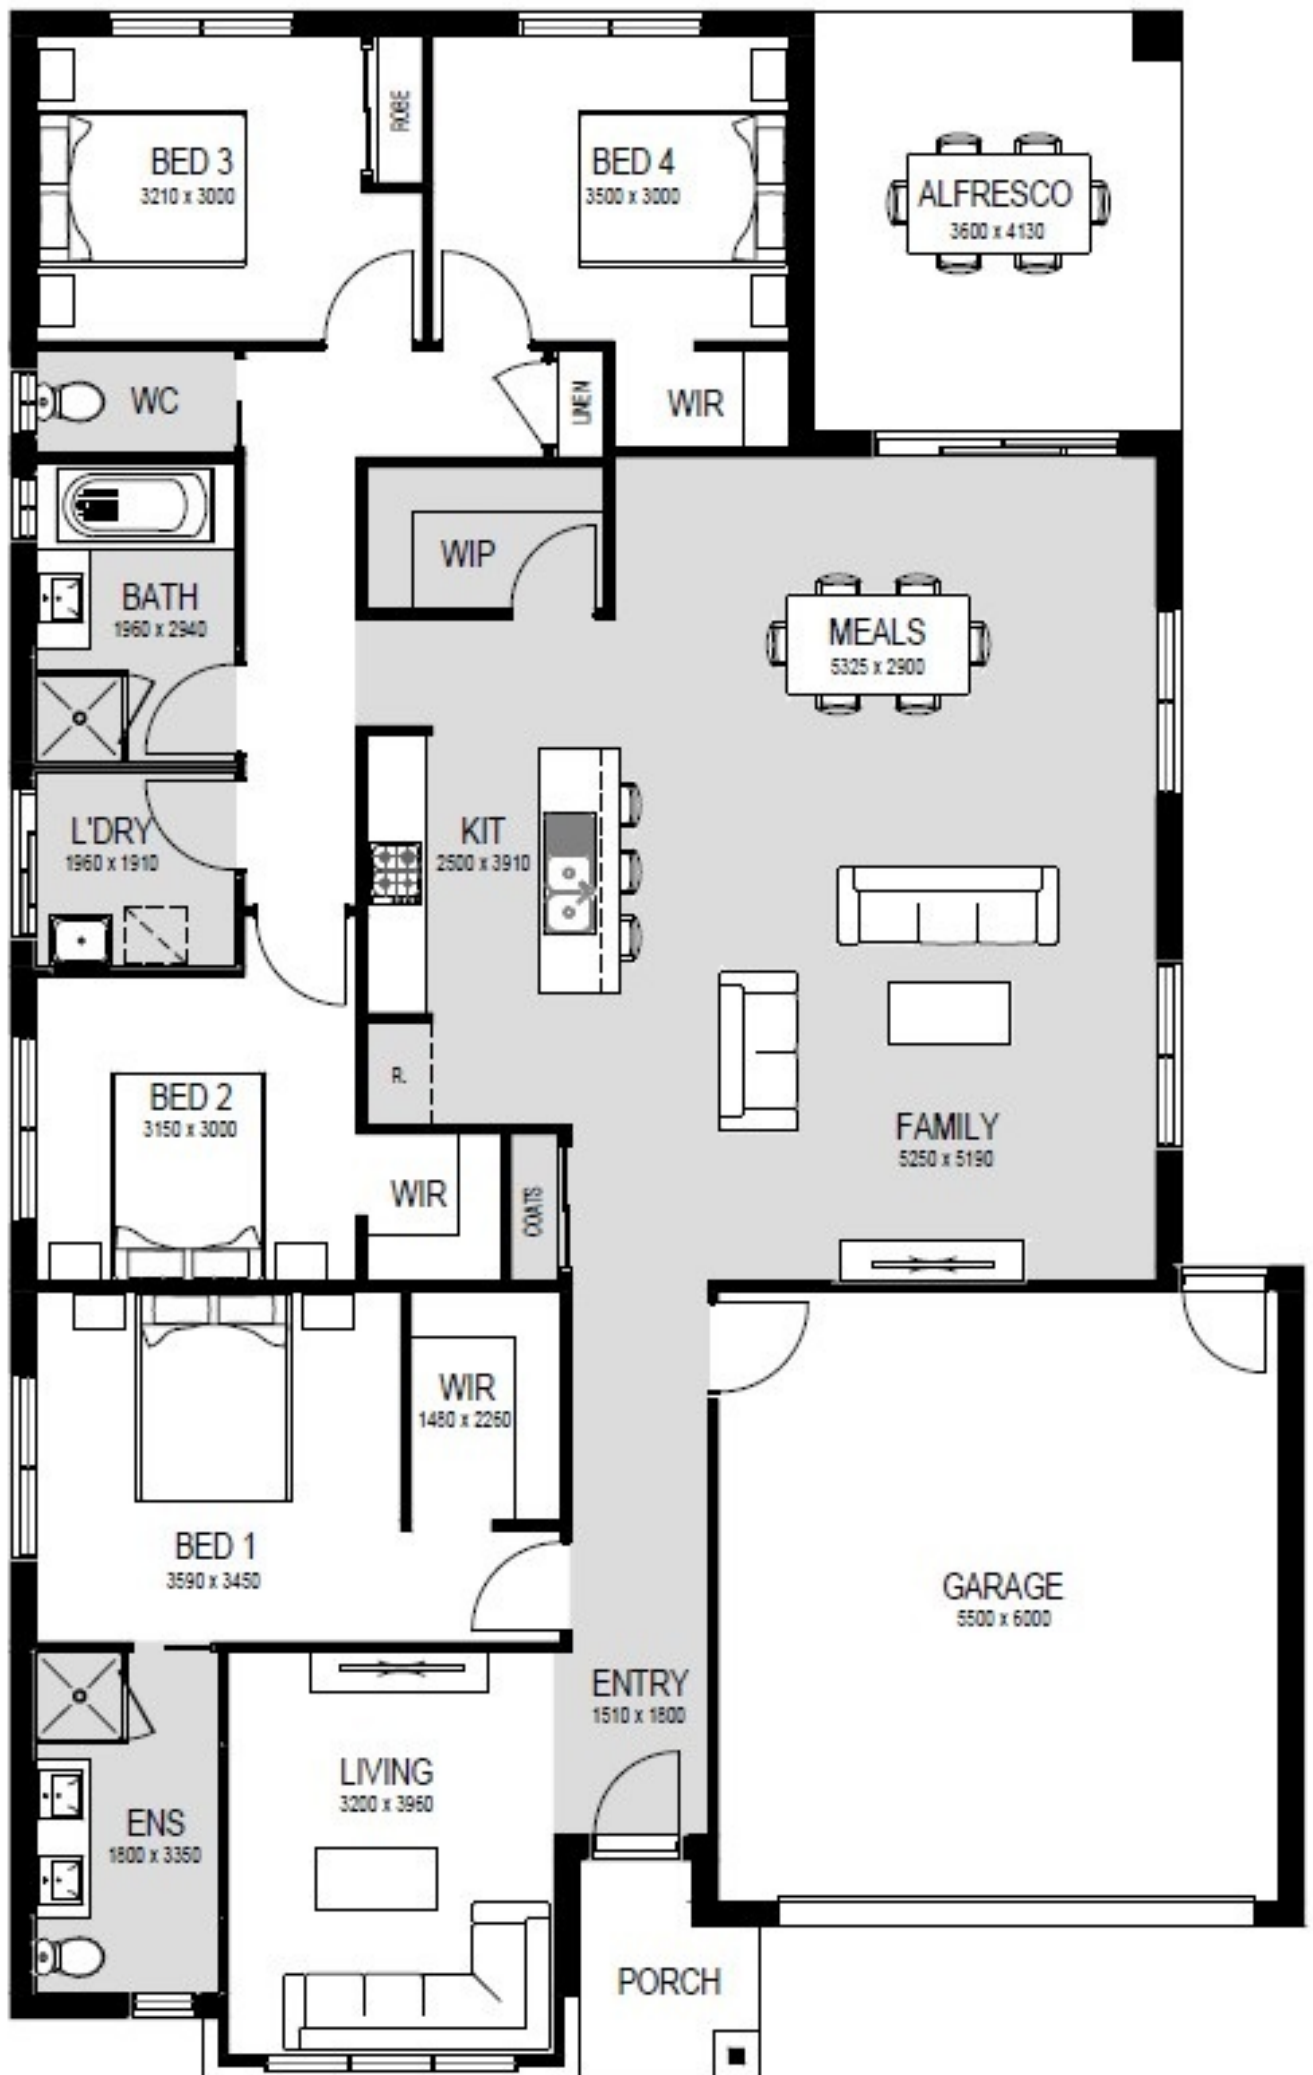 BED 3
3210 x 3000
ROBE
BED 4
3500 x 3000
ALFRESCO
3600 x 4130
WC
LINEN
WIR
WIP
BATH
1960 x 2940
MEALS
5325 x 2900
L'DRY
1960 x 1910
KIT
2500 x 3910
R.
BED 2
3150 x 3000
WIR
COATS
FAMILY
5250 x 5190
WIR
1480 x 2260
BED 1
3590 x 3450
GARAGE
5500 x 6000
ENTRY
1510 x 1800
LIVING
3200 x 3960
ENS
1800 x 3350
PORCH